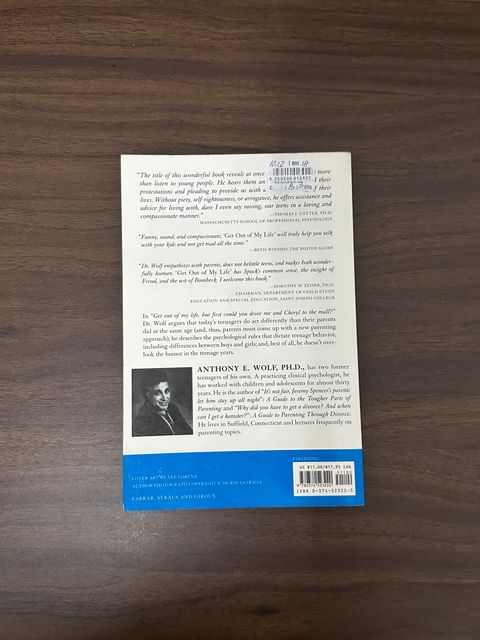 "The title of this wonderful book reveals at once
more
than listen to young people. He hears them
their
protestations and pleading to provide us with
f their
lives. Without piety, self-righteousness, or arrogance, he offers assistance and
advice for living with, dare I even say raising, our teens in a loving and
compassionate manner."
—THOMAS J. COTTLE, PH.D.
MASSACHUSETTS SCHOOL OF PROFESSIONAL PSYCHOLOGY
"Funny, sound, and compassionate, 'Get Out of My Life' will truly help you talk
with your kids and not get mad all the time."
—BETH WINSHIP, THE BOSTON GLOBE
"Dr. Wolf empathizes with parents, does not belittle teens, and makes both wonder-
fully human. 'Get Out of My Life' has Spock's common sense, the insight of
Freud, and the wit of Bombeck. I welcome this book."
—DOROTHY M. ZEISER, PH.D.
CHAIRMAN, DEPARTMENT OF CHILD STUDY
EDUCATION AND SPECIAL EDUCATION, SAINT JOSEPH COLLEGE
In "Get out of my life, but first could you drive me and Cheryl to the mall?"
Dr. Wolf argues that today's teenagers do act differently than their parents
did at the same age (and, thus, parents must come up with a new parenting
approach); he describes the psychological rules that dictate teenage behavior,
including differences between boys and girls; and, best of all, he doesn't over-
look the humor in the teenage years.
ANTHONY E. WOLF, PH.D., has two former
teenagers of his own. A practicing clinical psychologist, he
has worked with children and adolescents for almost thirty
years. He is the author of "It's not fair, Jeremy Spencer's parents
let him stay up all night": A Guide to the Tougher Parts of
Parenting and "Why did you have to get a divorce? And when
can I get a hamster?": A Guide to Parenting Through Divorce.
He lives in Suffield, Connecticut and lectures frequently on
parenting topics.
PARENTING
US $11.00/$17.95 CAN
51100
9 780374 523220
ISBN 0-374-52322-3
COVER ART BY LEE LORENZ
AUTHOR PHOTOGRAPH COPYRIGHT © SIGRID ESTRADA
FARRAR, STRAUS AND GIROUX